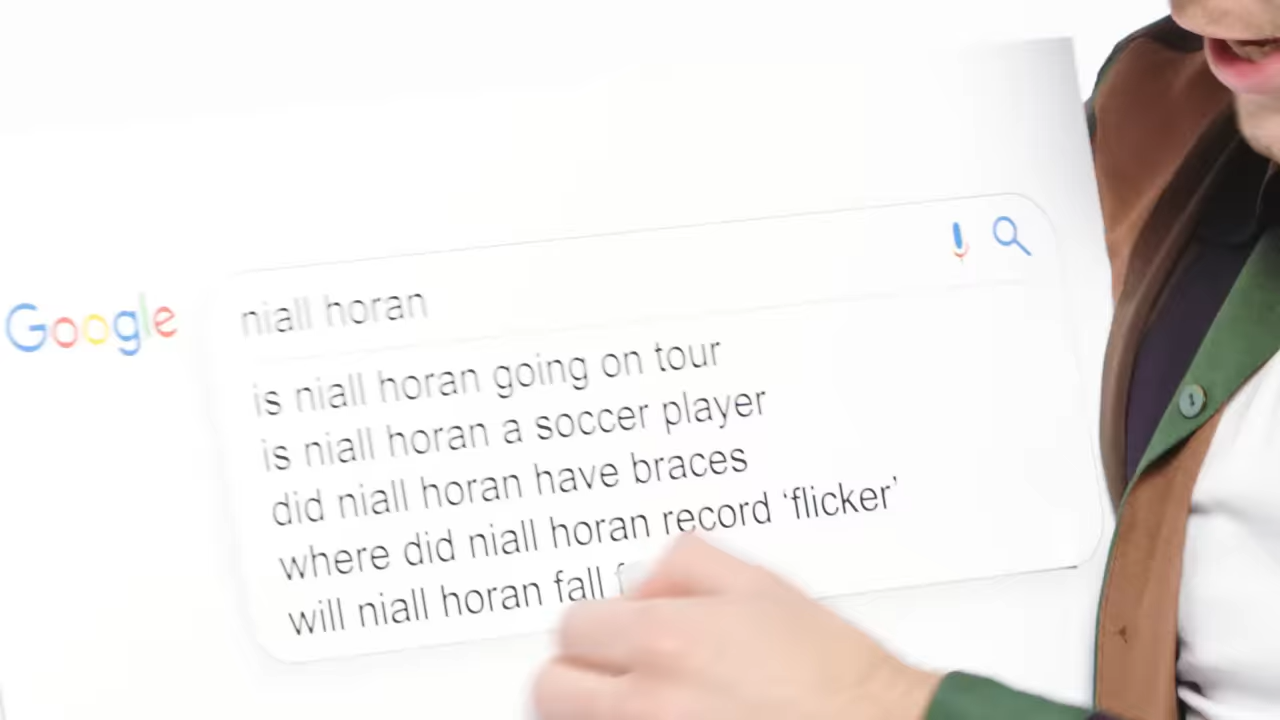 Google
niall horan
is niall horan going on tour
is niall horan a soccer player
did niall horan have braces
where did niall horan record ‘flicker’
will niall horan fall